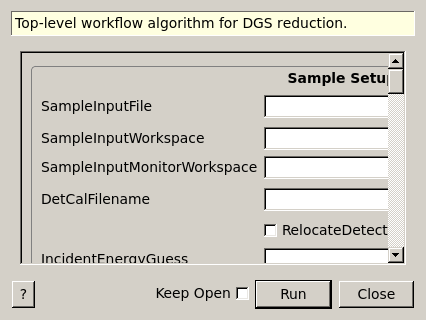 Top-level workflow algorithm for DGS reduction.
Sample Setu
SampleInputFile
SampleInputWorkspace
SampleInputMonitorWorkspace
DetCalFilename
RelocateDetect
IncidentEnergyGuess
? Keep Open Run Close